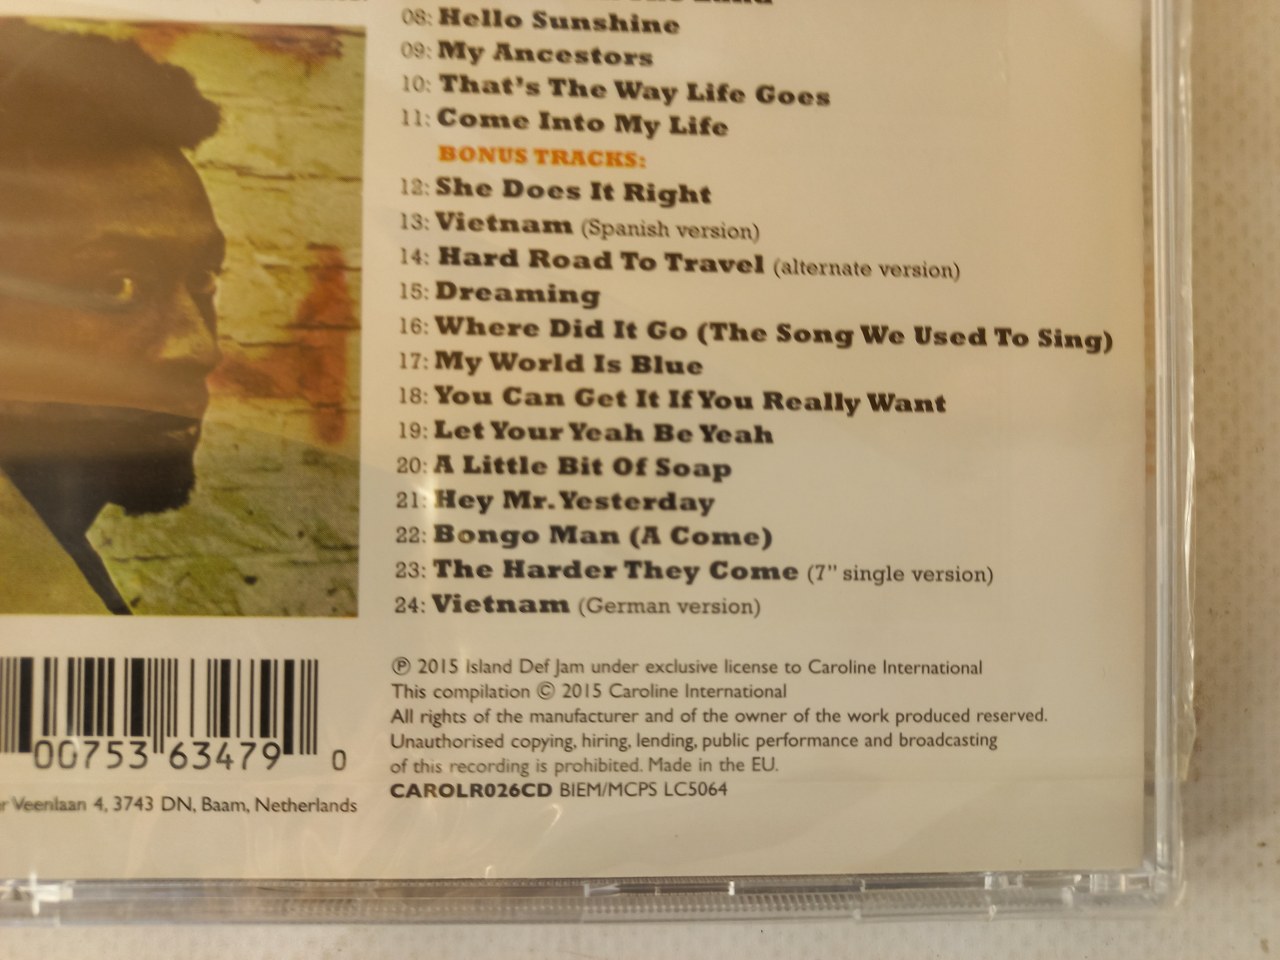 08: Hello Sunshine
09: My Ancestors
10: That's The Way Life Goes
11: Come Into My Life
BONUS TRACKS:
12: She Does It Right
13: Vietnam (Spanish version)
14: Hard Road To Travel (alternate version)
15: Dreaming
16: Where Did It Go (The Song We Used To Sing)
17: My World Is Blue
18: You Can Get It If You Really Want
19: Let Your Yeah Be Yeah
20: A Little Bit Of Soap
21: Hey Mr. Yesterday
22: Bongo Man (A Come)
23: The Harder They Come (7" single version)
24: Vietnam (German version)
℗ 2015 Island Def Jam under exclusive license to Caroline International
This compilation © 2015 Caroline International
All rights of the manufacturer and of the owner of the work produced reserved.
Unauthorised copying, hiring, lending, public performance and broadcasting
of this recording is prohibited. Made in the EU.
CAROLR026CD BIEM/MCPS LC5064
00753 63479 0
Veenlaan 4, 3743 DN, Baarn, Netherlands